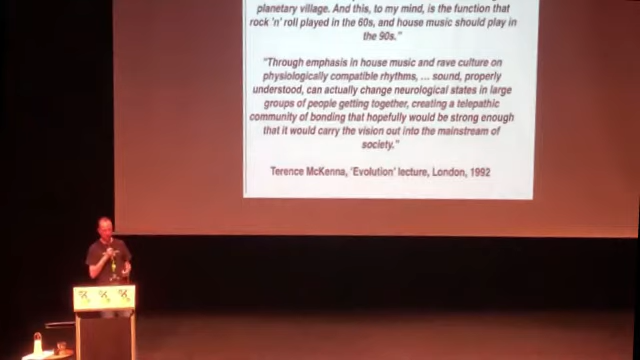 planetary village. And this, to my mind, is the function that
rock 'n' roll played in the 60s, and house music should play in
the 90s."
"Through emphasis in house music and rave culture on
physiologically compatible rhythms, ... sound, properly
understood, can actually change neurological states in large
groups of people getting together, creating a telepathic
community of bonding that hopefully would be strong enough
that it would carry the vision out into the mainstream of
society."
Terence McKenna, 'Evolution' lecture, London, 1992